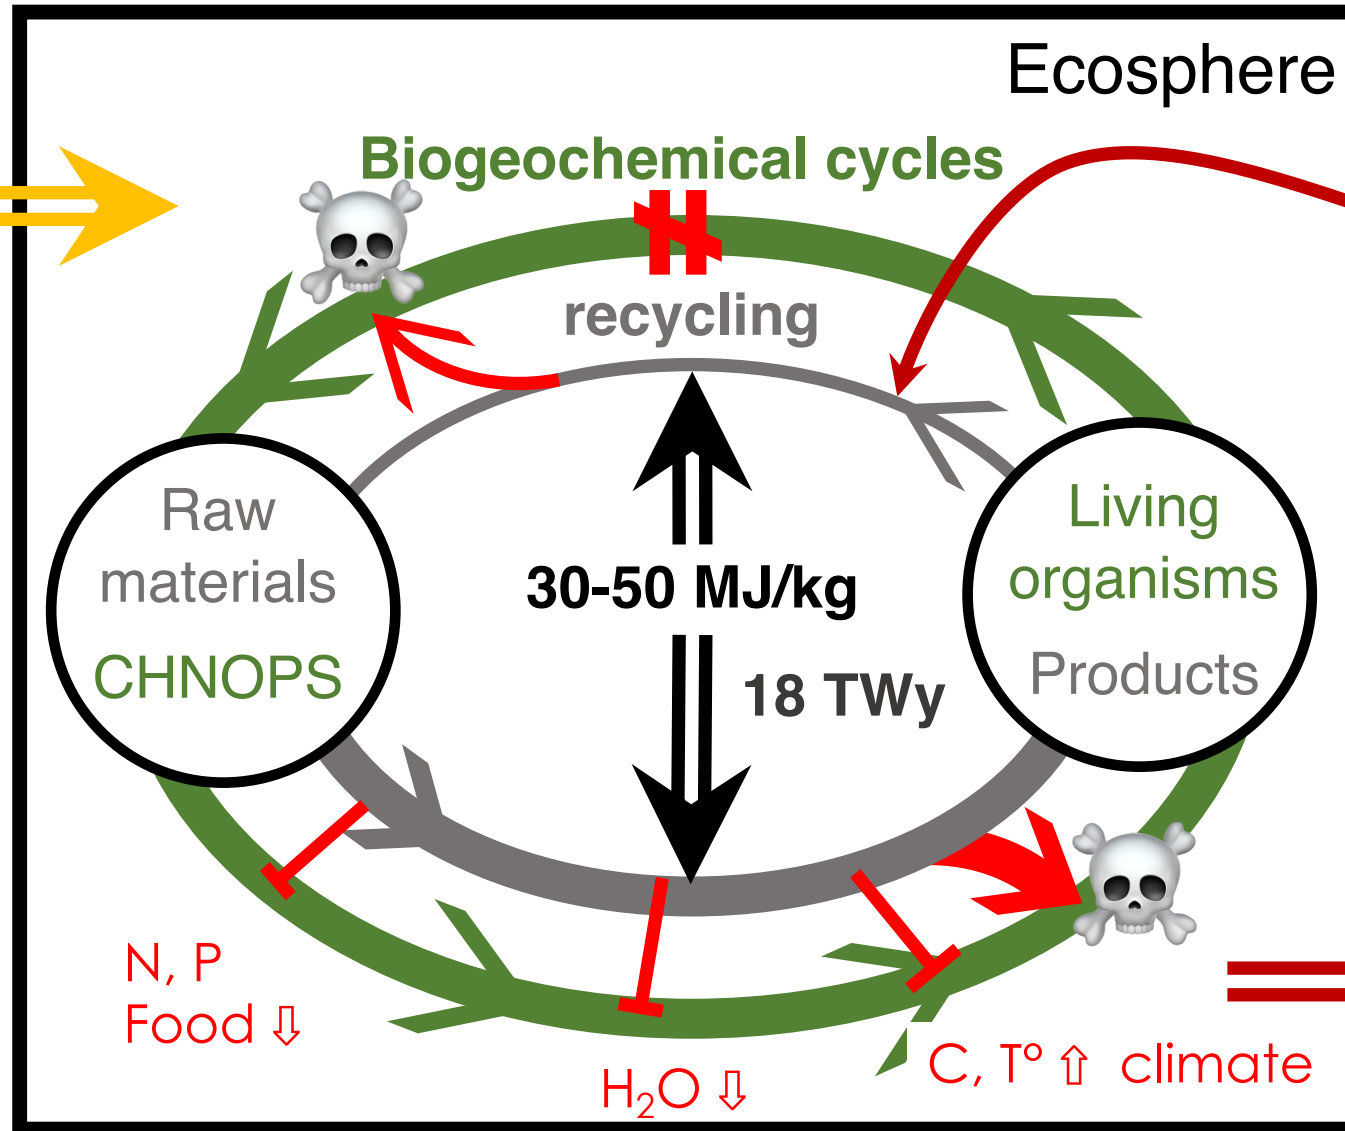 Ecosphere
Biogeochemical cycles
recycling
Raw
materials
CHNOPS
30-50 MJ/kg
18 TWy
Living
organisms
Products
N, P
Food ⇩
H₂O ⇩
C, T° ⇧ climate